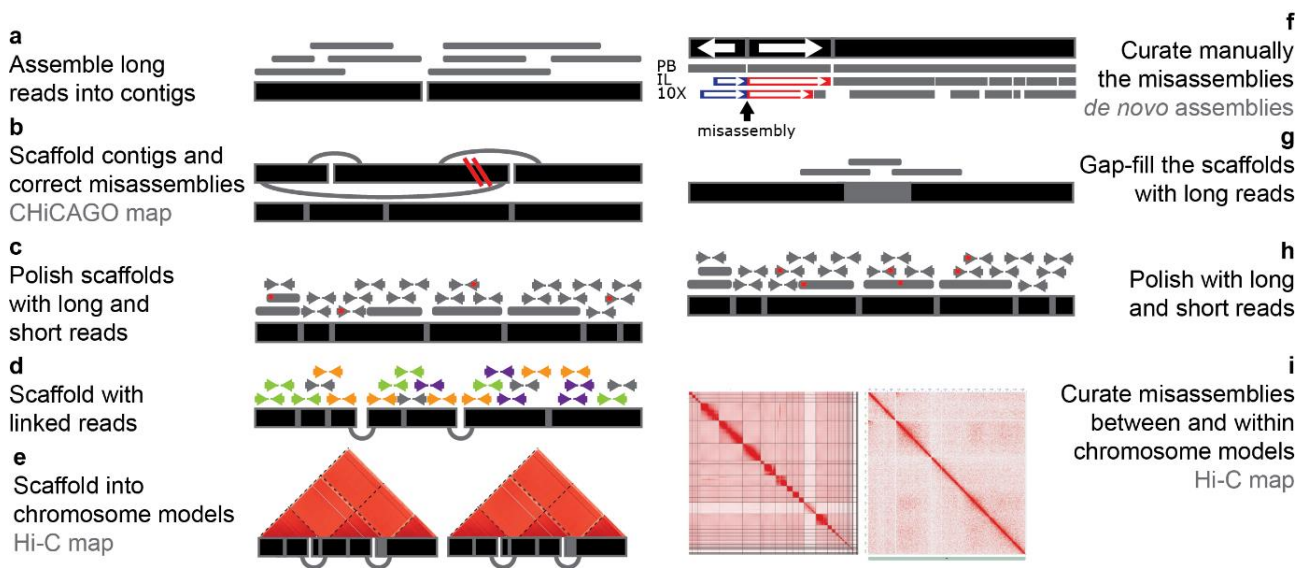 a
Assemble long
reads into contigs
b
Scaffold contigs and
correct misassemblies
CHiCAGO map
c
Polish scaffolds
with long and
short reads
d
Scaffold with
linked reads
e
Scaffold into
chromosome models
Hi-C map
f
Curate manually
the misassemblies
de novo assemblies
PB
IL
10X
misassembly
g
Gap-fill the scaffolds
with long reads
h
Polish with long
and short reads
i
Curate misassemblies
between and within
chromosome models
Hi-C map